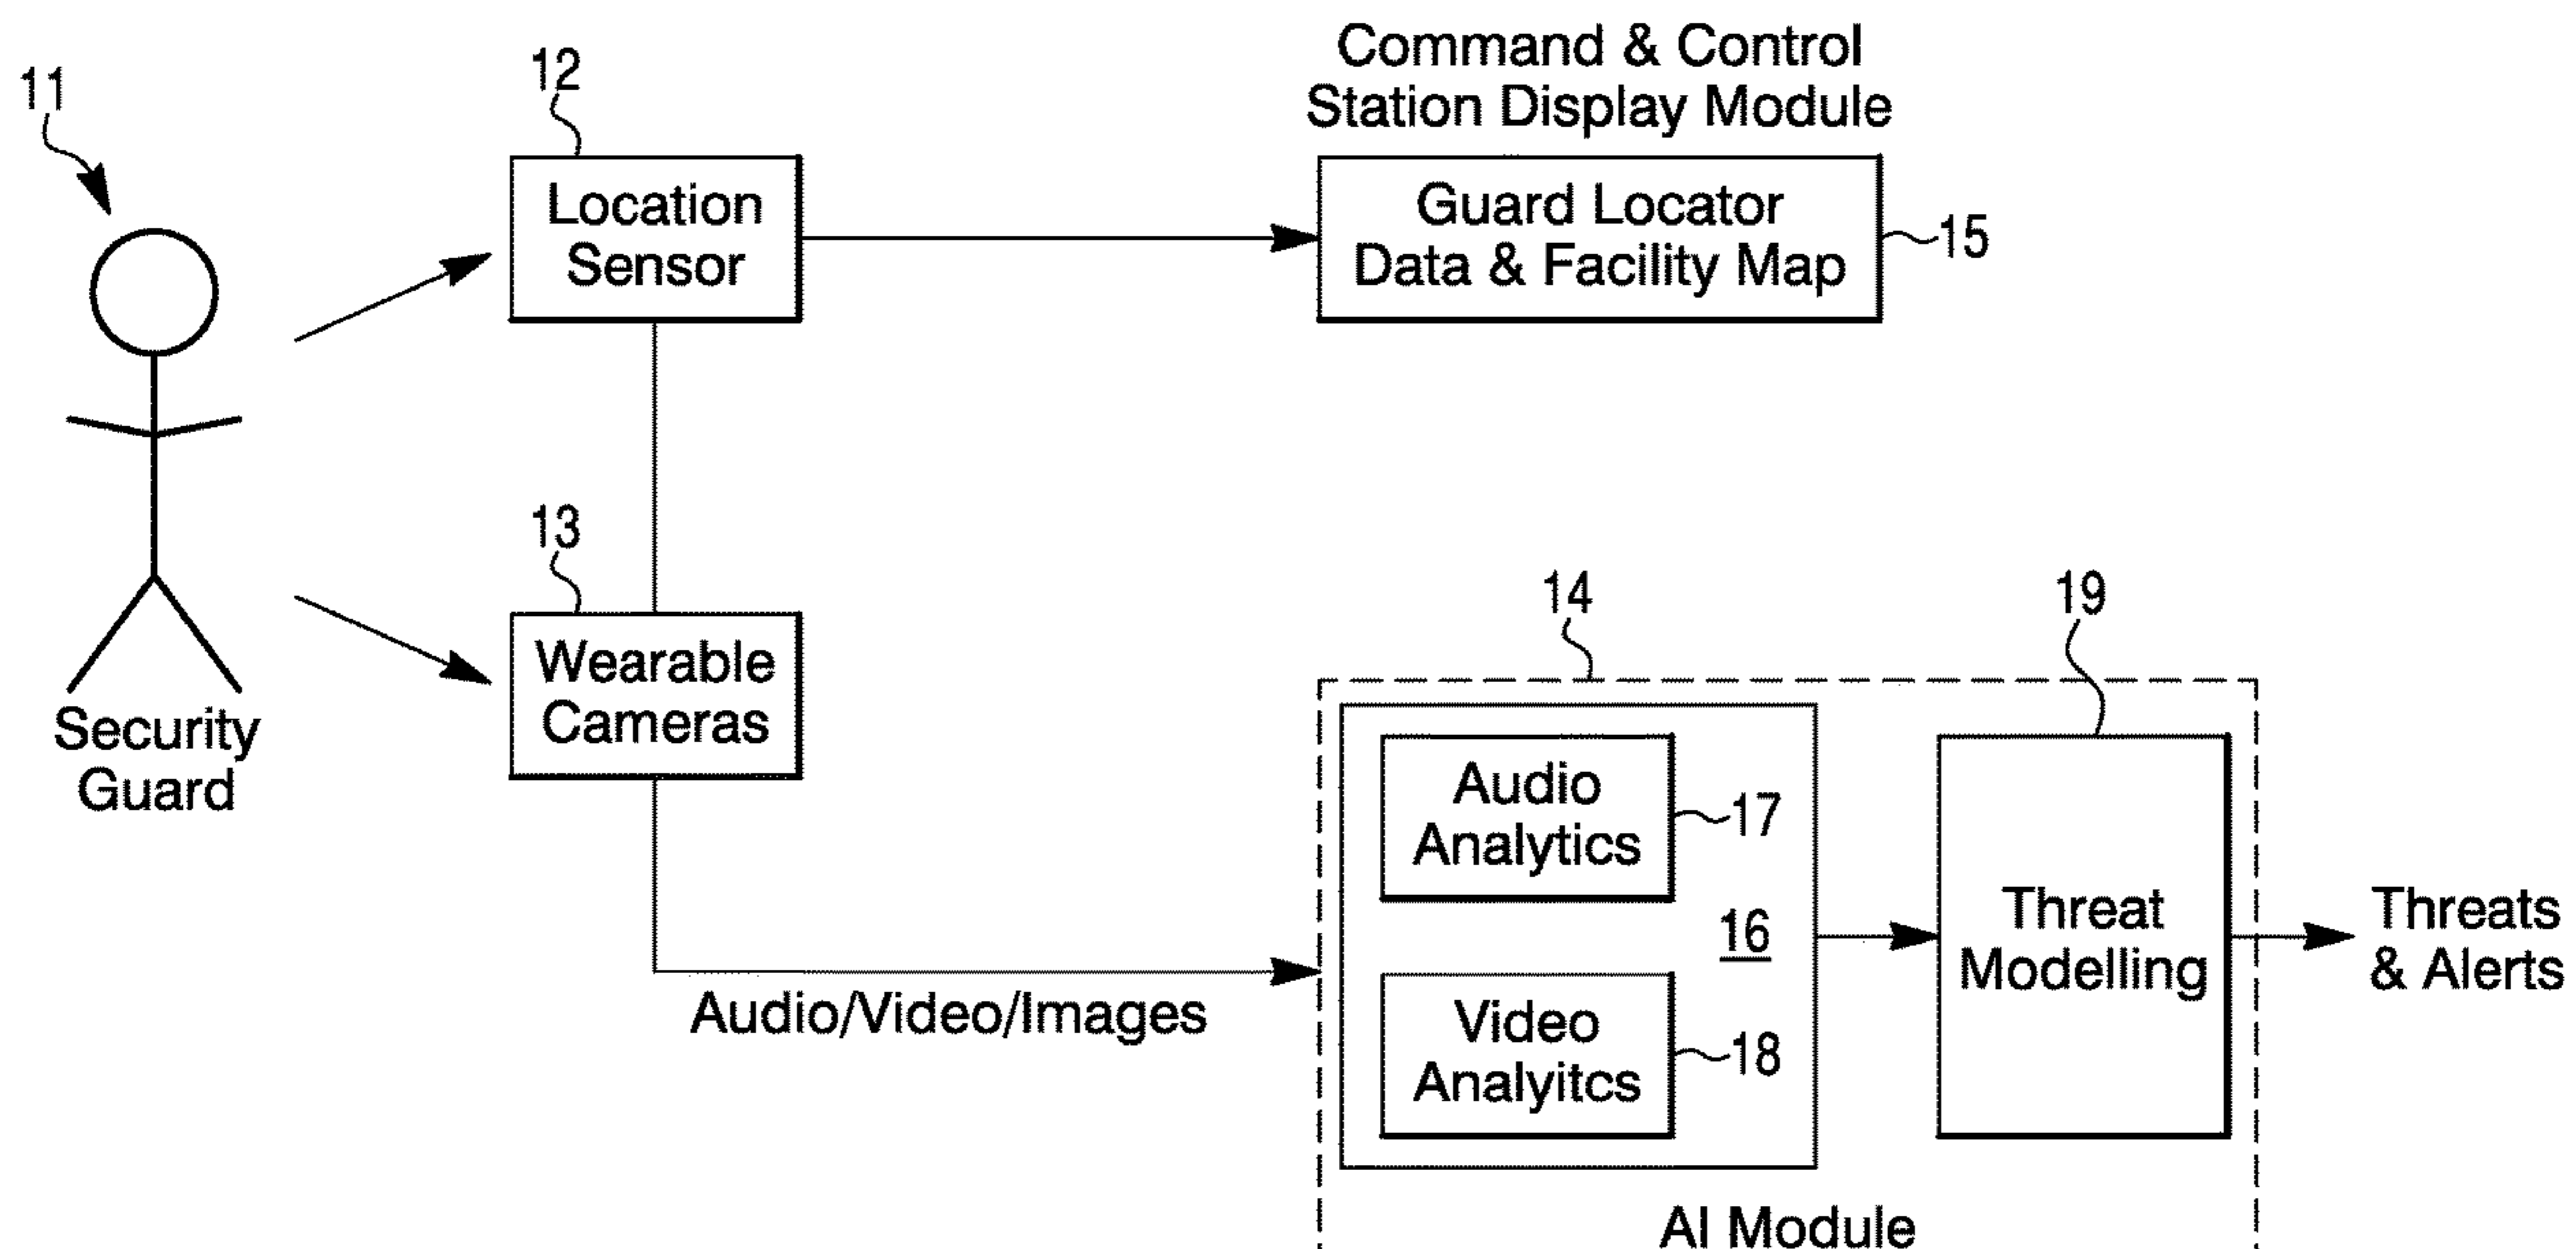 11
12
Command & Control
Station Display Module
Location
Sensor
Guard Locator
Data & Facility Map
15
13
Wearable
Cameras
Security
Guard
14
19
Audio
Analytics
17
16
Video
Analyitcs
18
Threat
Modelling
Threats
& Alerts
Audio/Video/Images
AI Module